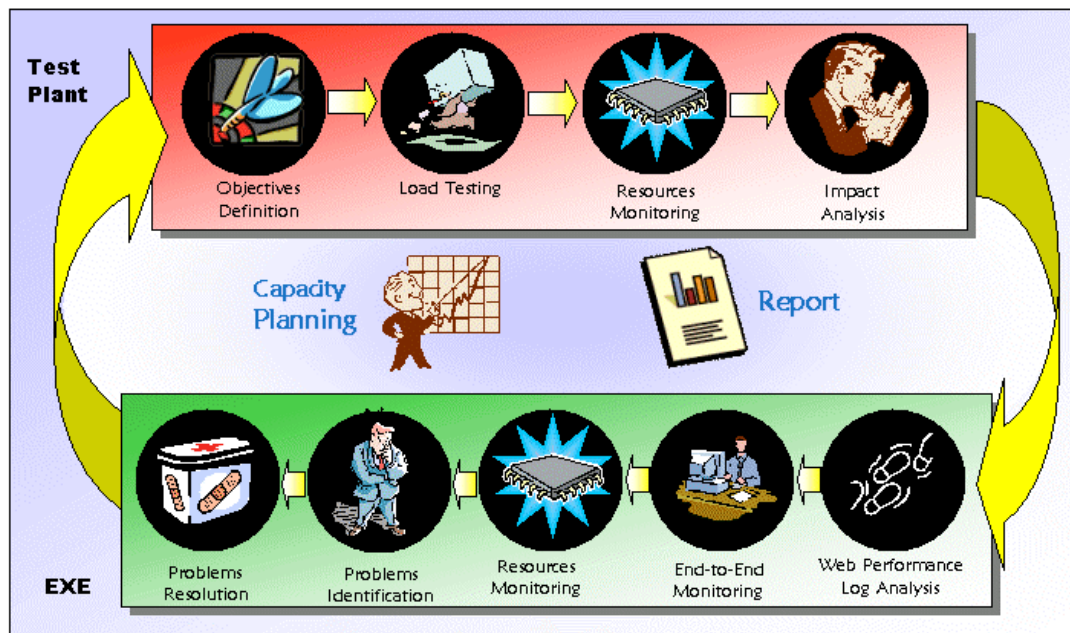 Test
Plant
Objectives
Definition
Load Testing
Resources
Monitoring
Impact
Analysis
Capacity
Planning
Report
EXE
Problems
Resolution
Problems
Identification
Resources
Monitoring
End-to-End
Monitoring
Web Performance
Log Analysis